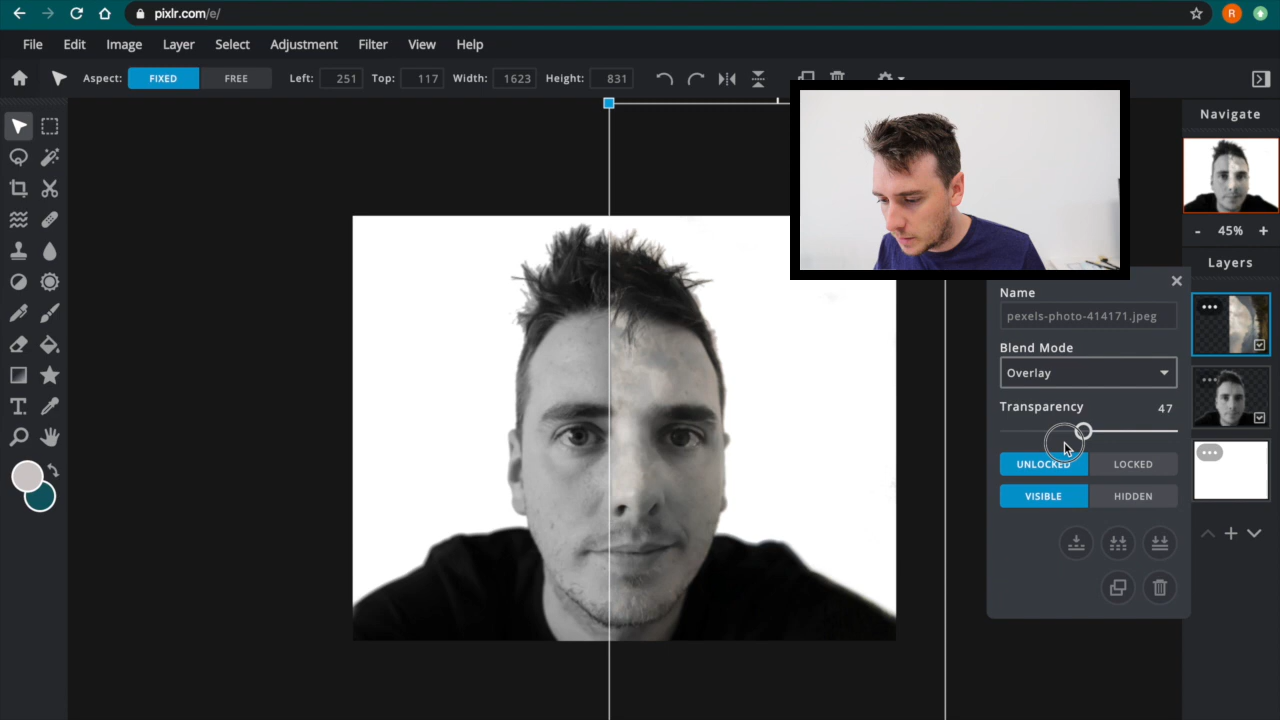 pixlr.com/e/
R
File Edit Image Layer Select Adjustment Filter View Help
Aspect: FIXED FREE Left: 251 Top: 117 Width: 1623 Height: 831
Navigate
- 45% +
Layers
Name
pexels-photo-414171.jpeg
Blend Mode
Overlay
Transparency 47
UNLOCKED LOCKED
VISIBLE HIDDEN